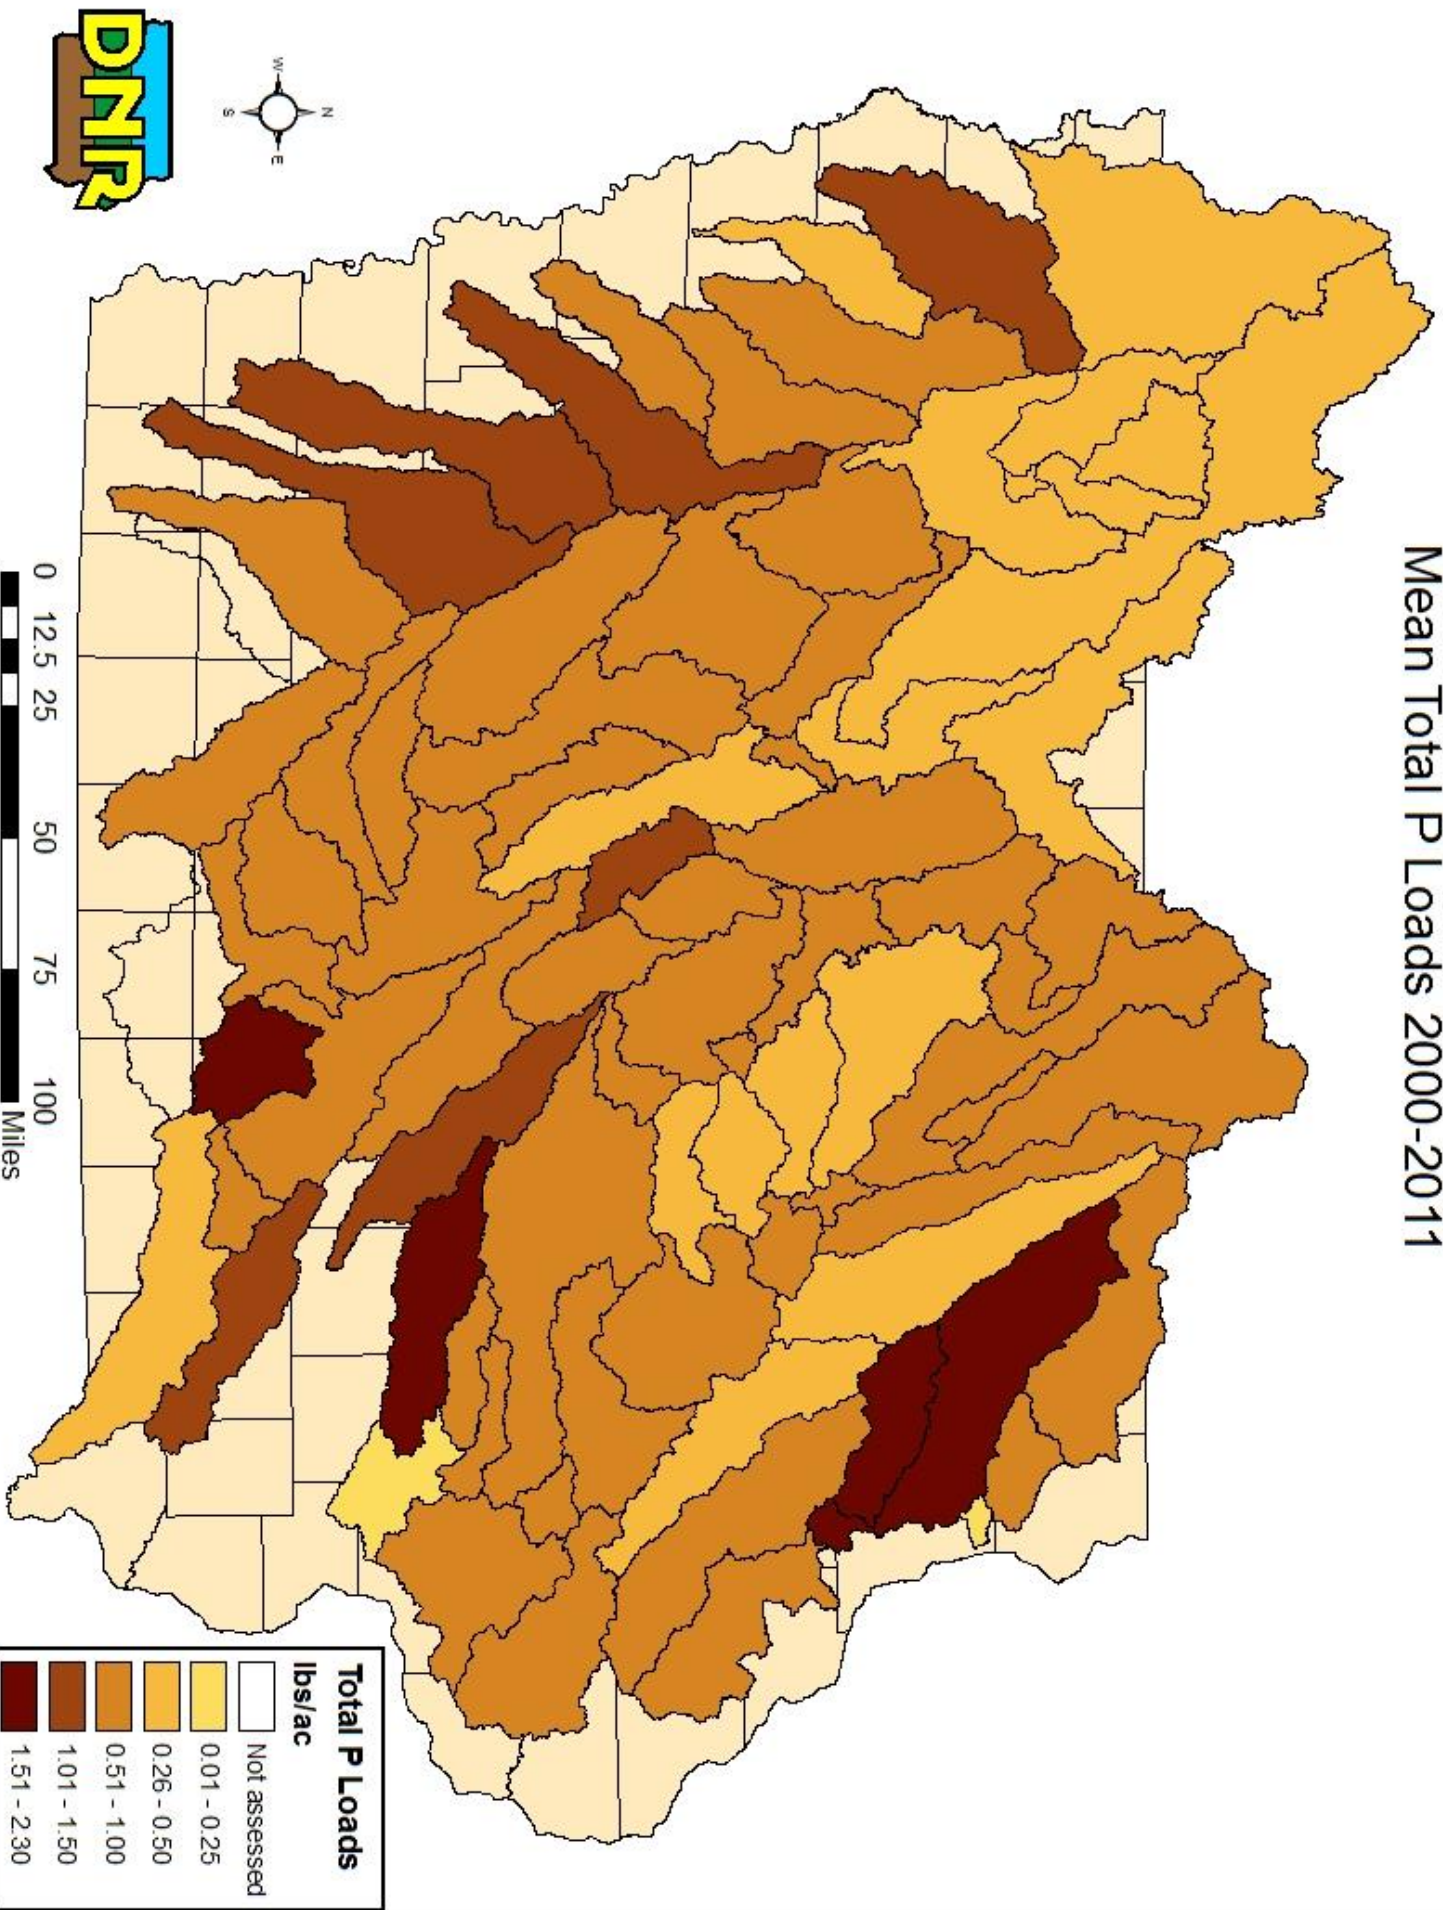 Mean Total P Loads 2000-2011
N
W
E
S
DNR
0 12.5 25 50 75 100
Miles
Total P Loads
lbs/ac
Not assessed
0.01 - 0.25
0.26 - 0.50
0.51 - 1.00
1.01 - 1.50
1.51 - 2.30